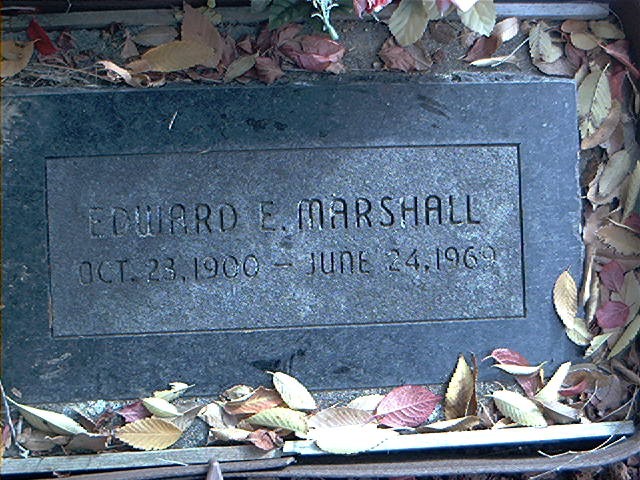 EDWARD E. MARSHALL
OCT. 23, 1900 – JUNE 24, 1969